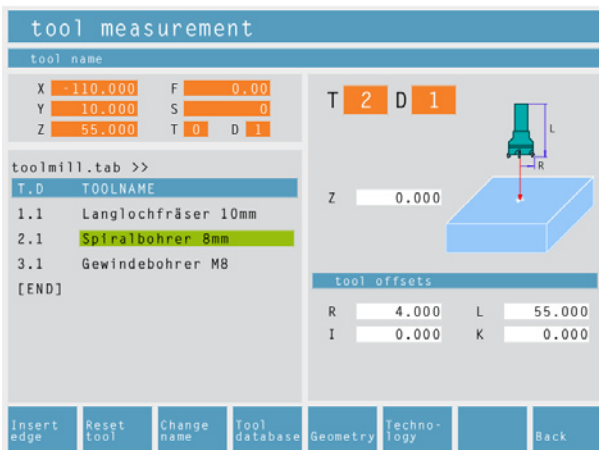 tool measurement
tool name
X -110.000 F 0.00
Y 10.000 S 0
Z 55.000 T 0 D 1
toolmill.tab >>
T.D TOOLNAME
1.1 Langlochfräser 10mm
2.1 Spiralbohrer 8mm
3.1 Gewindebohrer M8
[END]
T 2 D 1
L
R
Z 0.000
tool offsets
R 4.000 L 55.000
I 0.000 K 0.000
Insert edge
Reset tool
Change name
Tool database
Geometry
Techno-logy
Back